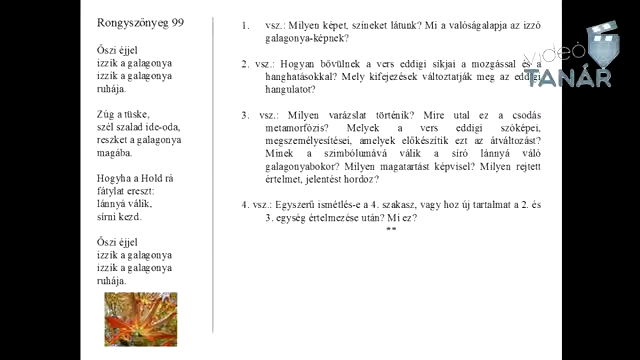 Rongyszőnyeg 99
Őszi éjjel
izzik a galagonya
izzik a galagonya
ruhája.
Zúg a tüske,
szél szalad ide-oda,
reszket a galagonya
magába.
Hogyha a Hold rá
fátylat ereszt:
lánnyá válik,
sírni kezd.
Őszi éjjel
izzik a galagonya
izzik a galagonya
ruhája.
1. vsz.: Milyen képet, színeket látunk? Mi a valóságalapja az izzó
galagonya-képnek?
2. vsz.: Hogyan bővülnek a vers eddigi síkjai a mozgással és a
hanghatásokkal? Mely kifejezések változtatják meg az eddigi
hangulatot?
3. vsz.: Milyen varázslat történik? Mire utal ez a csodás
metamorfózis? Melyek a vers eddigi szóképei,
megszemélyesítései, amelyek előkészítik ezt az átváltozást?
Minek a szimbólumává válik a síró lánnyá váló
galagonyabokor? Milyen magatartást képvisel? Milyen rejtett
értelmet, jelentést hordoz?
4. vsz.: Egyszerű ismétlés-e a 4. szakasz, vagy hoz új tartalmat a 2. és
3. egység értelmezése után? Mi ez?
**
videó
TANÁR